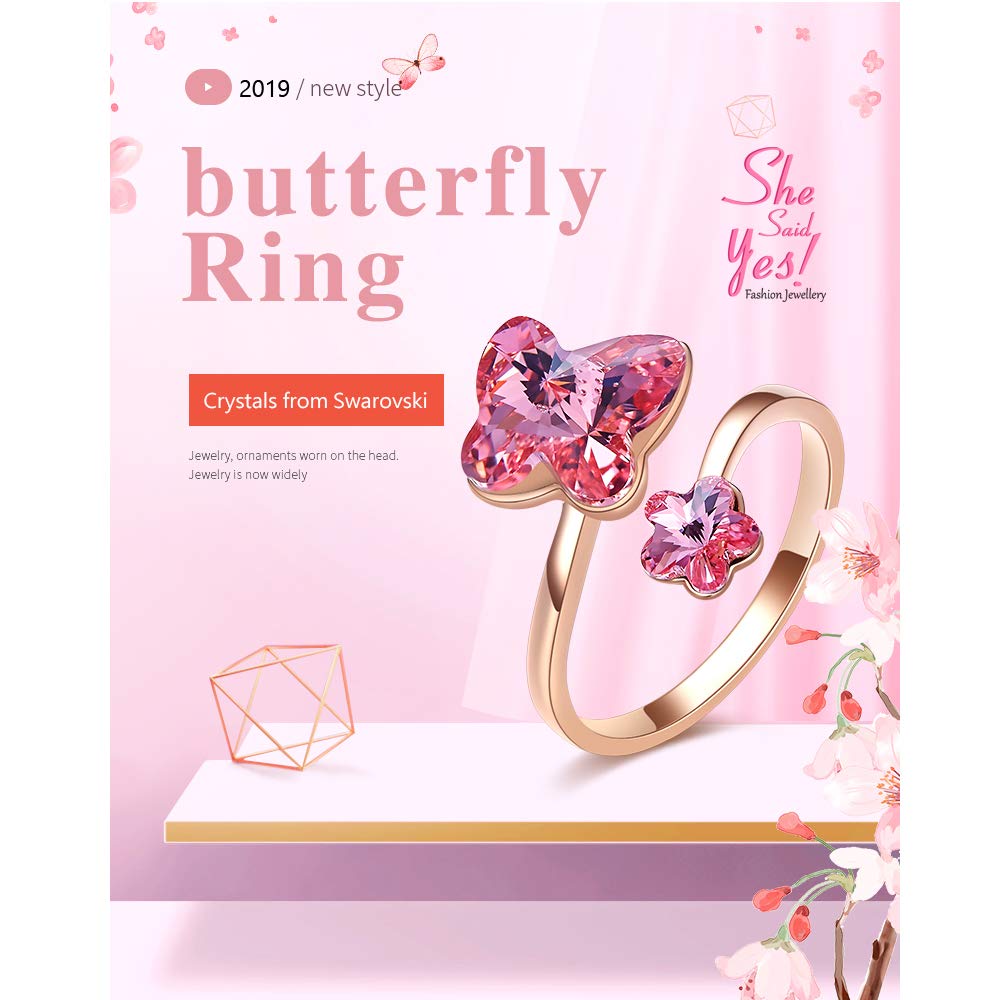 2019 / new style
butterfly
Ring
She
Said
Yes!
Fashion Jewellery
Crystals from Swarovski
Jewelry, ornaments worn on the head.
Jewelry is now widely